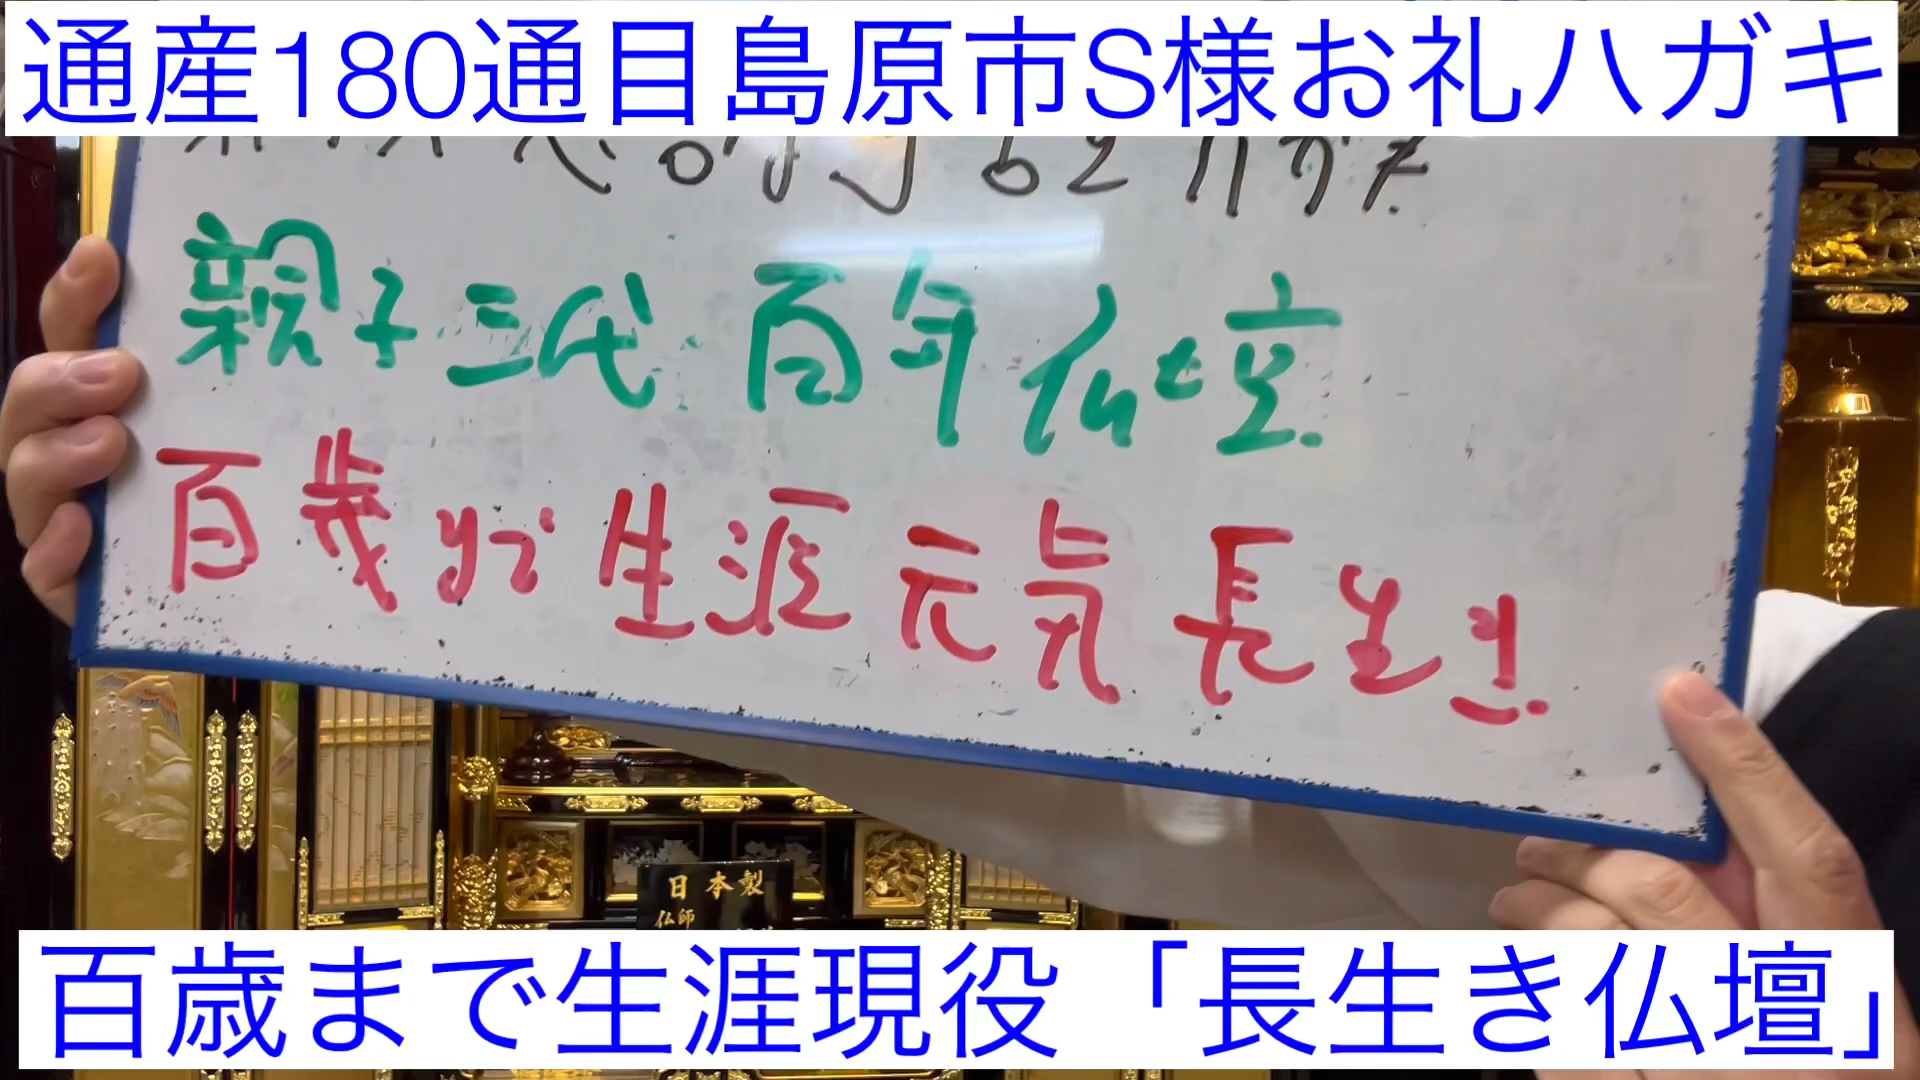 通産180通目島原市S様お礼ハガキ
親子三代 百年仏壇
百歳まで生涯元気長生き
日本製
仏師
百歳まで生涯現役「長生き仏壇」